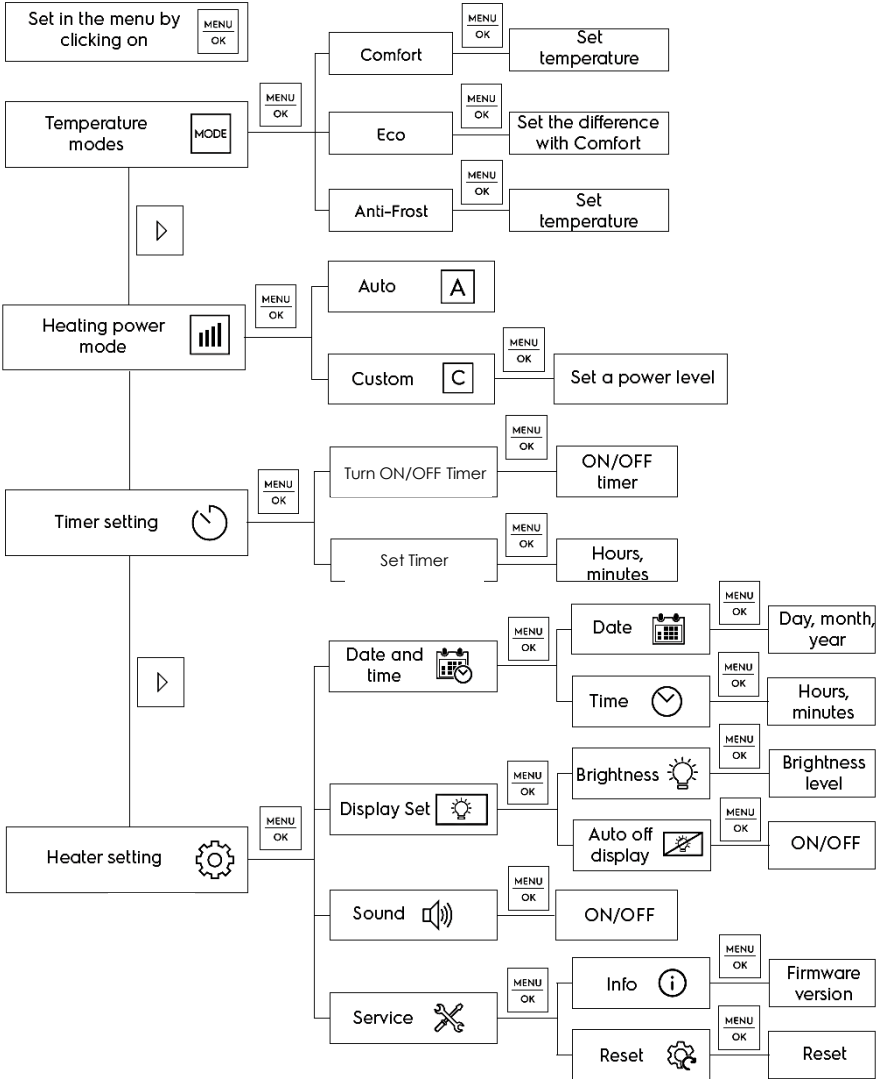 Set in the menu by
clicking on
MENU
OK
Temperature
modes
MODE
MENU
OK
Comfort
MENU
OK
Set
temperature
Eco
MENU
OK
Set the difference
with Comfort
Anti-Frost
MENU
OK
Set
temperature
Heating power
mode
MENU
OK
Auto
A
Custom
C
MENU
OK
Set a power level
Timer setting
MENU
OK
Turn ON/OFF Timer
MENU
OK
ON/OFF
timer
Set Timer
MENU
OK
Hours,
minutes
Heater setting
MENU
OK
Date and
time
MENU
OK
Date
MENU
OK
Day, month,
year
Time
MENU
OK
Hours,
minutes
Display Set
MENU
OK
Brightness
MENU
OK
Brightness
level
Auto off
display
MENU
OK
ON/OFF
Sound
MENU
OK
ON/OFF
Service
MENU
OK
Info
MENU
OK
Firmware
version
Reset
MENU
OK
Reset